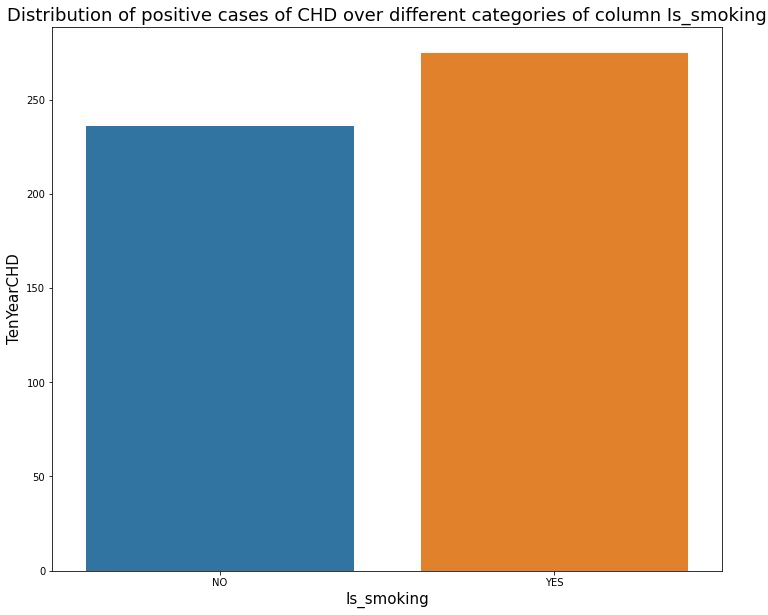 Distribution of positive cases of CHD over different categories of column Is_smoking
250
200
150
100
50
0
TenYearCHD
NO YES
Is_smoking